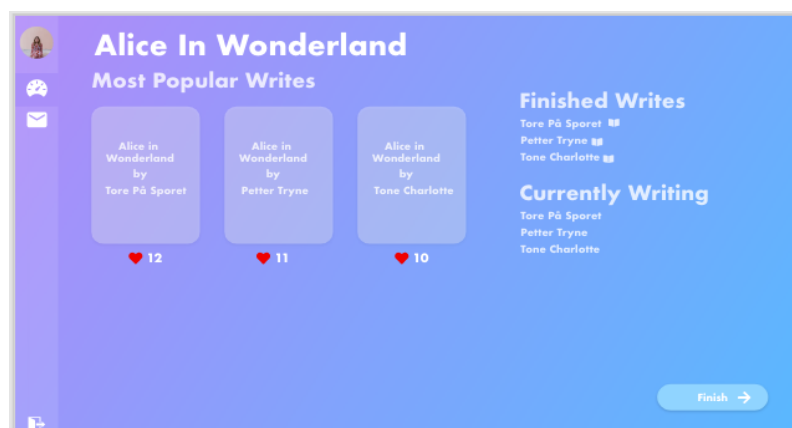 Alice In Wonderland
Most Popular Writes
Alice in
Wonderland
by
Tore På Sporet
Alice in
Wonderland
by
Petter Tryne
Alice in
Wonderland
by
Tone Charlotte
12
11
10
Finished Writes
Tore På Sporet
Petter Tryne
Tone Charlotte
Currently Writing
Tore På Sporet
Petter Tryne
Tone Charlotte
Finish